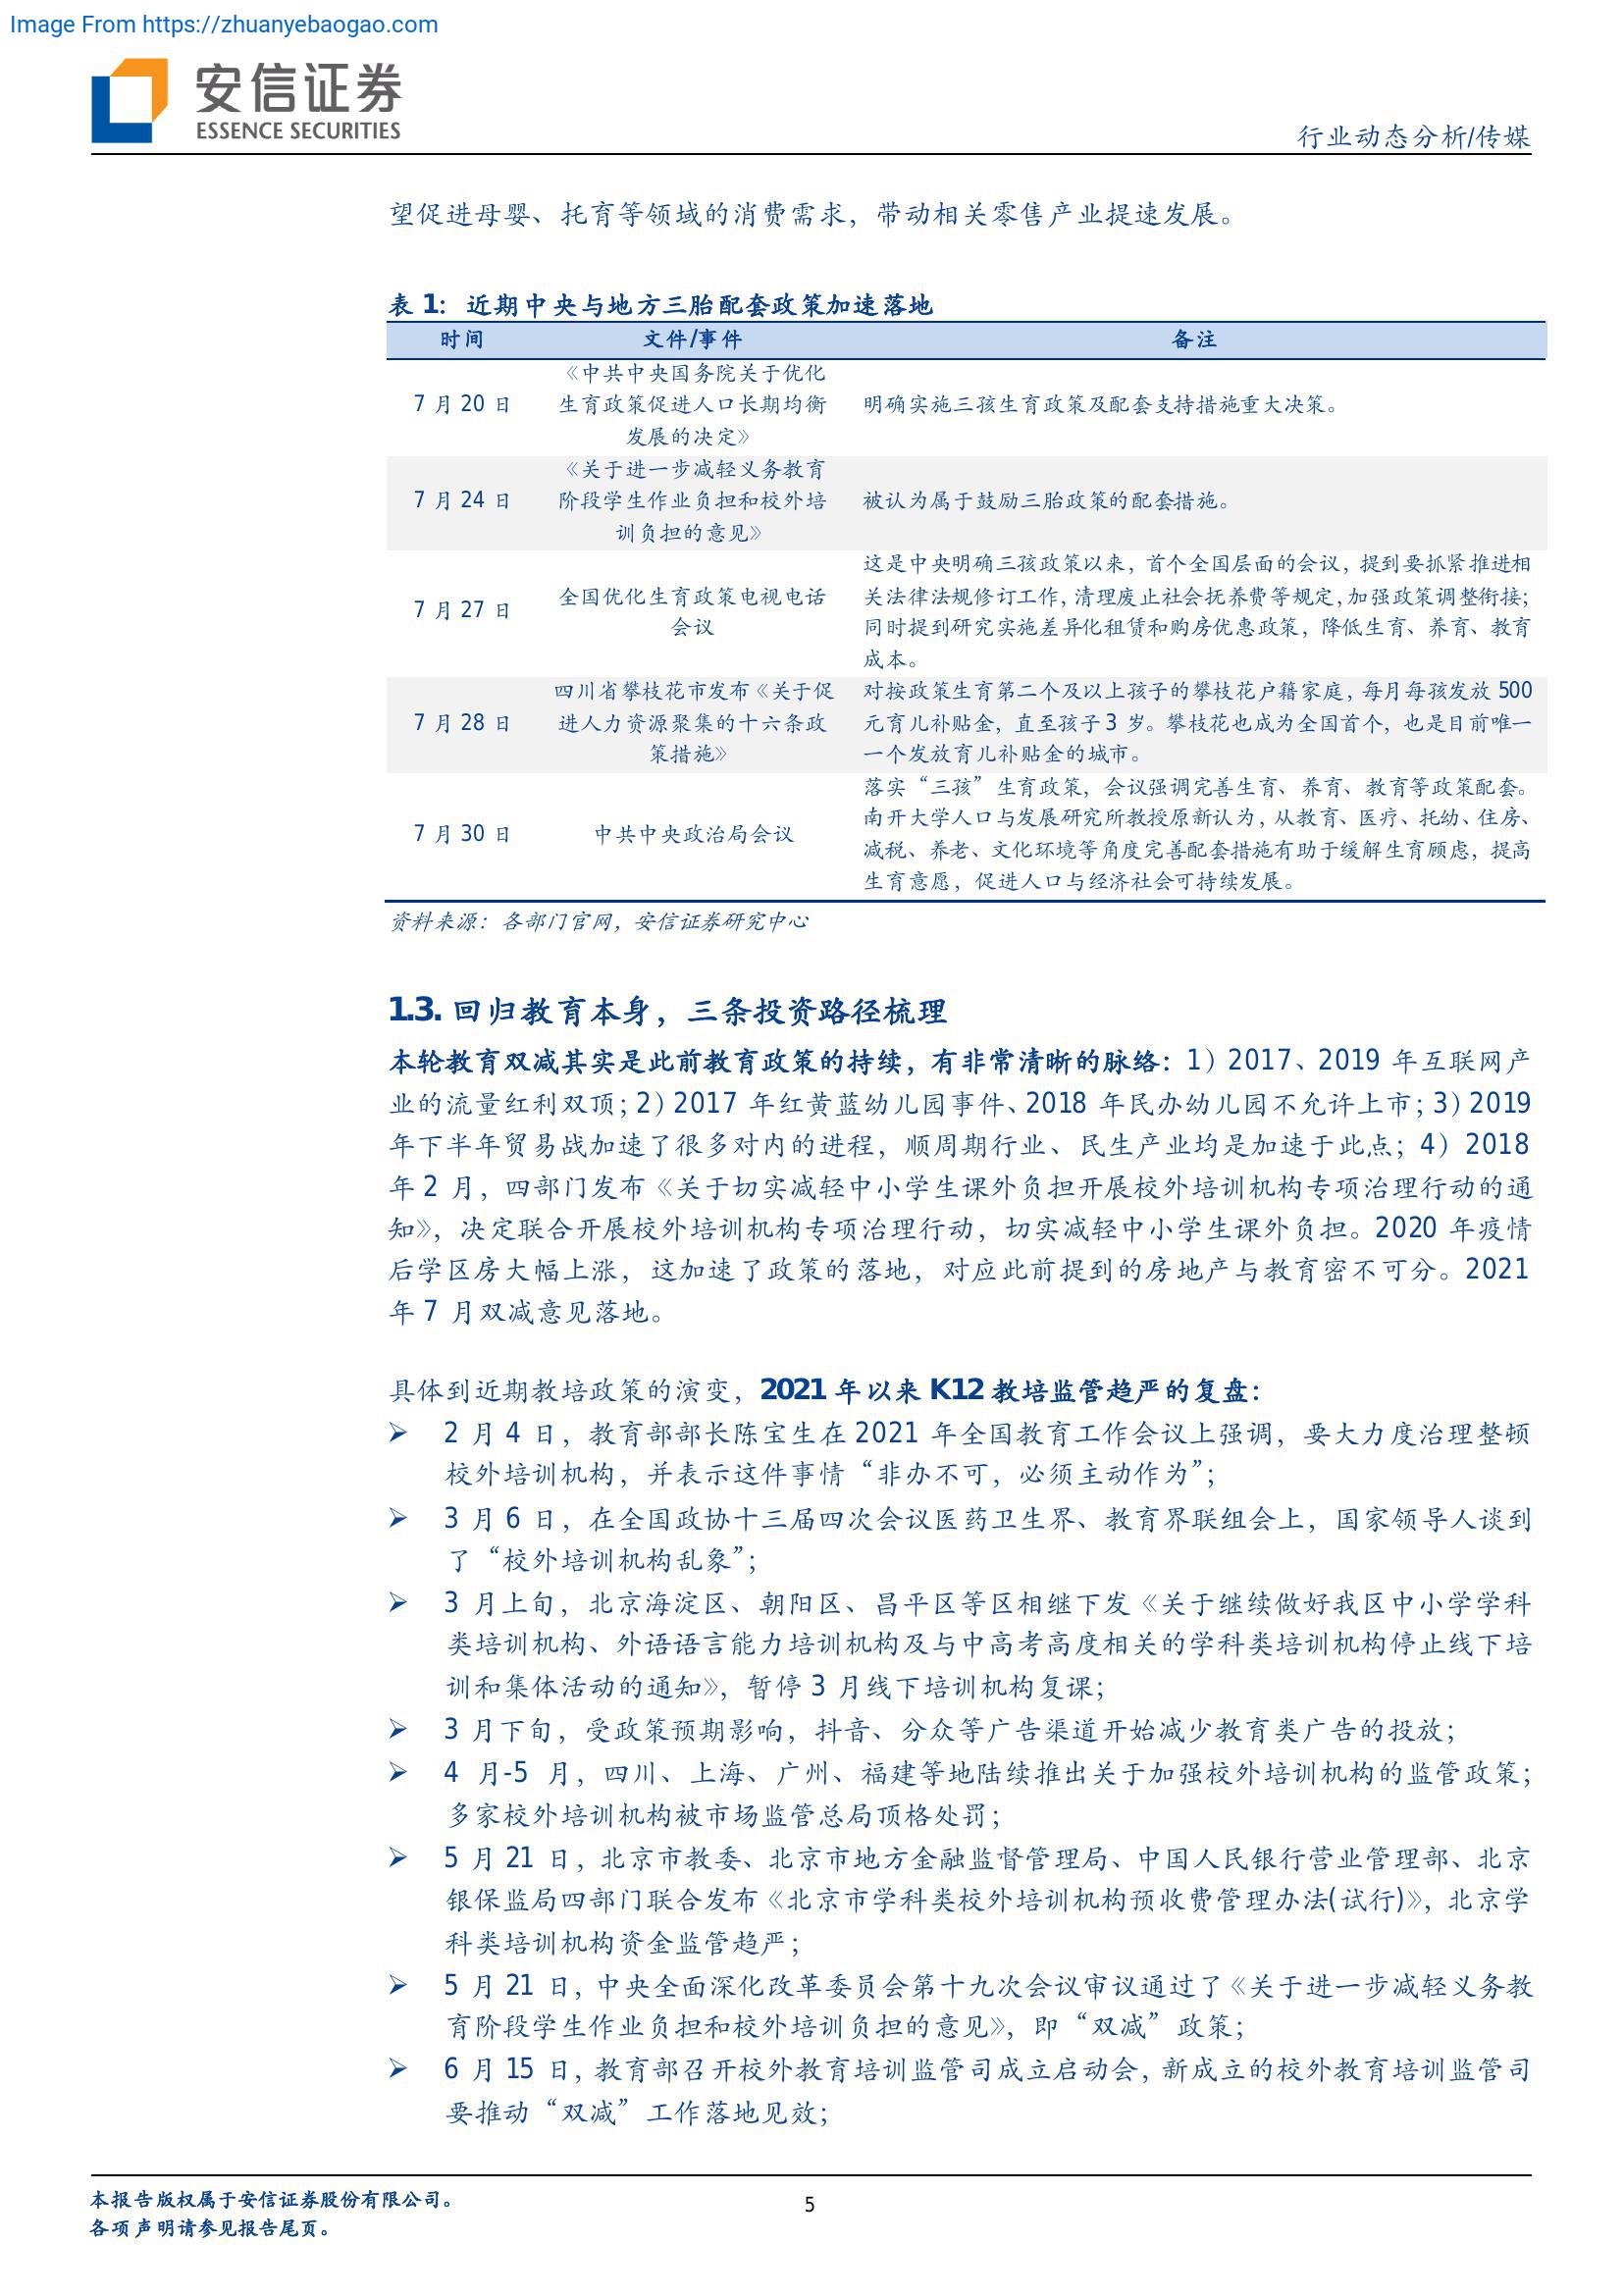 Image From https://zhuanyebaogao.com
安信证券
ESSENCE SECURITIES
行业动态分析/传媒
望促进母婴、托育等领域的消费需求，带动相关零售产业提速发展。
表 1：近期中央与地方三胎配套政策加速落地
时间 文件/事件 备注
7 月 20 日
《中共中央国务院关于优化
生育政策促进人口长期均衡
发展的决定》
明确实施三孩生育政策及配套支持措施重大决策。
7 月 24 日
《关于进一步减轻义务教育
阶段学生作业负担和校外培
训负担的意见》
被认为属于鼓励三胎政策的配套措施。
7 月 27 日
全国优化生育政策电视电话
会议
这是中央明确三孩政策以来，首个全国层面的会议，提到要抓紧推进相
关法律法规修订工作，清理废止社会抚养费等规定，加强政策调整衔接；
同时提到研究实施差异化租赁和购房优惠政策，降低生育、养育、教育
成本。
7 月 28 日
四川省攀枝花市发布《关于促
进人力资源聚集的十六条政
策措施》
对按政策生育第二个及以上孩子的攀枝花户籍家庭，每月每孩发放 500
元育儿补贴金，直至孩子 3 岁。攀枝花也成为全国首个，也是目前唯一
一个发放育儿补贴金的城市。
7 月 30 日
中共中央政治局会议
落实“三孩”生育政策，会议强调完善生育、养育、教育等政策配套。
南开大学人口与发展研究所教授原新认为，从教育、医疗、托幼、住房、
减税、养老、文化环境等角度完善配套措施有助于缓解生育顾虑，提高
生育意愿，促进人口与经济社会可持续发展。
资料来源：各部门官网，安信证券研究中心
1.3. 回归教育本身，三条投资路径梳理
本轮教育双减其实是此前教育政策的持续，有非常清晰的脉络：1）2017、2019 年互联网产
业的流量红利双顶；2）2017 年红黄蓝幼儿园事件、2018 年民办幼儿园不允许上市；3）2019
年下半年贸易战加速了很多对内的进程，顺周期行业、民生产业均是加速于此点；4）2018
年 2 月，四部门发布《关于切实减轻中小学生课外负担开展校外培训机构专项治理行动的通
知》，决定联合开展校外培训机构专项治理行动，切实减轻中小学生课外负担。2020 年疫情
后学区房大幅上涨，这加速了政策的落地，对应此前提到的房地产与教育密不可分。2021
年 7 月双减意见落地。
具体到近期教培政策的演变，2021 年以来 K12 教培监管趋严的复盘：
➢ 2 月 4 日，教育部部长陈宝生在 2021 年全国教育工作会议上强调，要大力度治理整顿
校外培训机构，并表示这件事情“非办不可，必须主动作为”；
➢ 3 月 6 日，在全国政协十三届四次会议医药卫生界、教育界联组会上，国家领导人谈到
了“校外培训机构乱象”；
➢ 3 月上旬，北京海淀区、朝阳区、昌平区等区相继下发《关于继续做好我区中小学学科
类培训机构、外语语言能力培训机构及与中高考高度相关的学科类培训机构停止线下培
训和集体活动的通知》，暂停 3 月线下培训机构复课；
➢ 3 月下旬，受政策预期影响，抖音、分众等广告渠道开始减少教育类广告的投放；
➢ 4 月-5 月，四川、上海、广州、福建等地陆续推出关于加强校外培训机构的监管政策；
多家校外培训机构被市场监管总局顶格处罚；
➢ 5 月 21 日，北京市教委、北京市地方金融监督管理局、中国人民银行营业管理部、北京
银保监局四部门联合发布《北京市学科类校外培训机构预收费管理办法(试行)》，北京学
科类培训机构资金监管趋严；
➢ 5 月 21 日，中央全面深化改革委员会第十九次会议审议通过了《关于进一步减轻义务教
育阶段学生作业负担和校外培训负担的意见》，即“双减”政策；
➢ 6 月 15 日，教育部召开校外教育培训监管司成立启动会，新成立的校外教育培训监管司
要推动“双减”工作落地见效；
本报告版权属于安信证券股份有限公司。
各项声明请参见报告尾页。
5